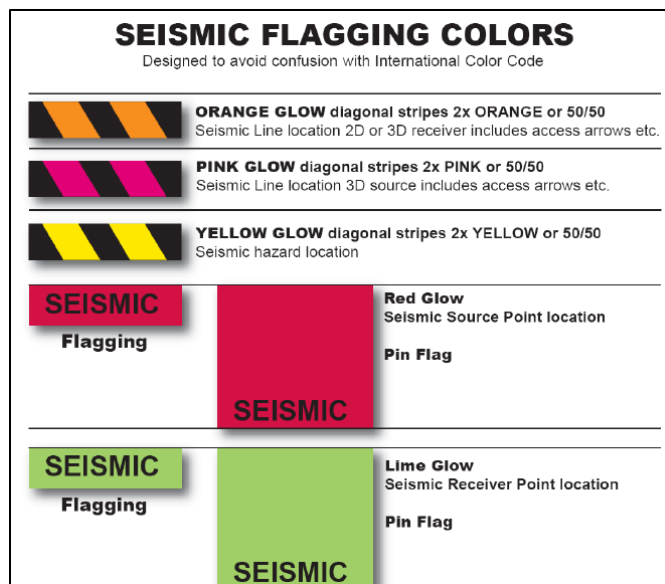 SEISMIC FLAGGING COLORS
Designed to avoid confusion with International Color Code
ORANGE GLOW diagonal stripes 2x ORANGE or 50/50
Seismic Line location 2D or 3D receiver includes access arrows etc.
PINK GLOW diagonal stripes 2x PINK or 50/50
Seismic Line location 3D source includes access arrows etc.
YELLOW GLOW diagonal stripes 2x YELLOW or 50/50
Seismic hazard location
SEISMIC
Flagging
SEISMIC
Red Glow
Seismic Source Point location
Pin Flag
SEISMIC
Flagging
SEISMIC
Lime Glow
Seismic Receiver Point location
Pin Flag